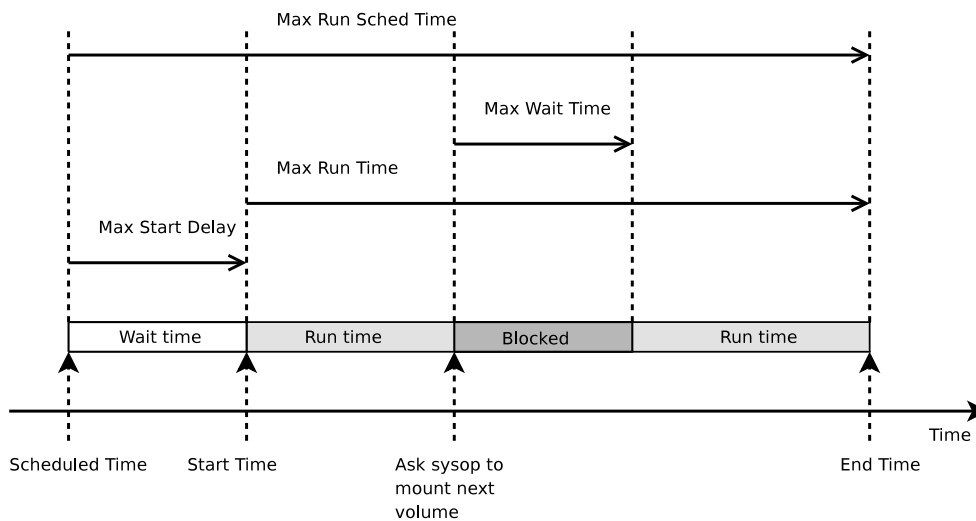 Max Run Sched Time
Max Wait Time
Max Run Time
Max Start Delay
Wait time
Run time
Blocked
Run time
Time
Scheduled Time
Start Time
Ask sysop to
mount next
volume
End Time